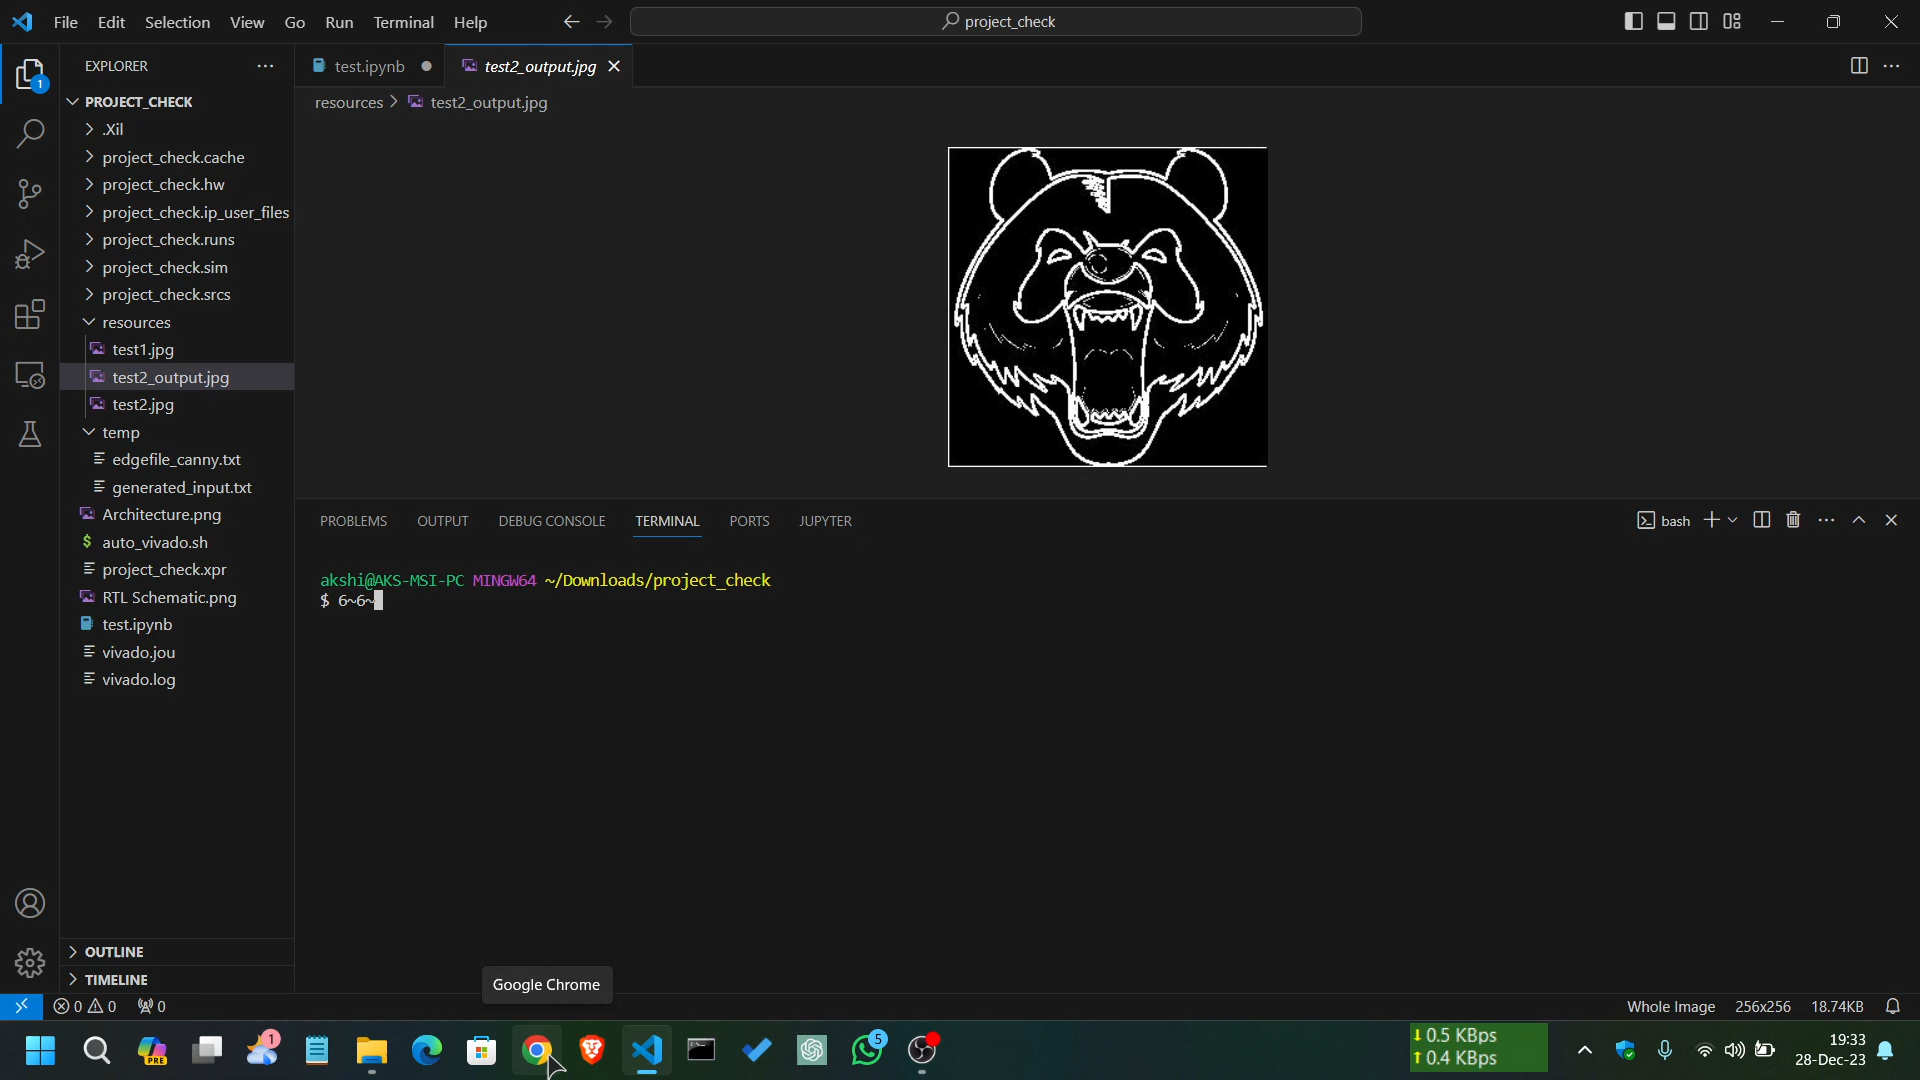 File Edit Selection View Go Run Terminal Help
project_check
EXPLORER
PROJECT_CHECK
.Xil
project_check.cache
project_check.hw
project_check.ip_user_files
project_check.runs
project_check.sim
project_check.srcs
resources
test1.jpg
test2_output.jpg
test2.jpg
temp
edgefile_canny.txt
generated_input.txt
Architecture.png
$ auto_vivado.sh
project_check.xpr
RTL Schematic.png
test.ipynb
vivado.jou
vivado.log
OUTLINE
TIMELINE
1
test.ipynb test2_output.jpg
resources > test2_output.jpg
PROBLEMS OUTPUT DEBUG CONSOLE TERMINAL PORTS JUPYTER
bash
akshi@AKS-MSI-PC MINGW64 ~/Downloads/project_check
$ 6~6~
Google Chrome
0 0 0
Whole Image 256x256 18.74KB
PRE
1
5
0.5 KBps
0.4 KBps
19:33
28-Dec-23